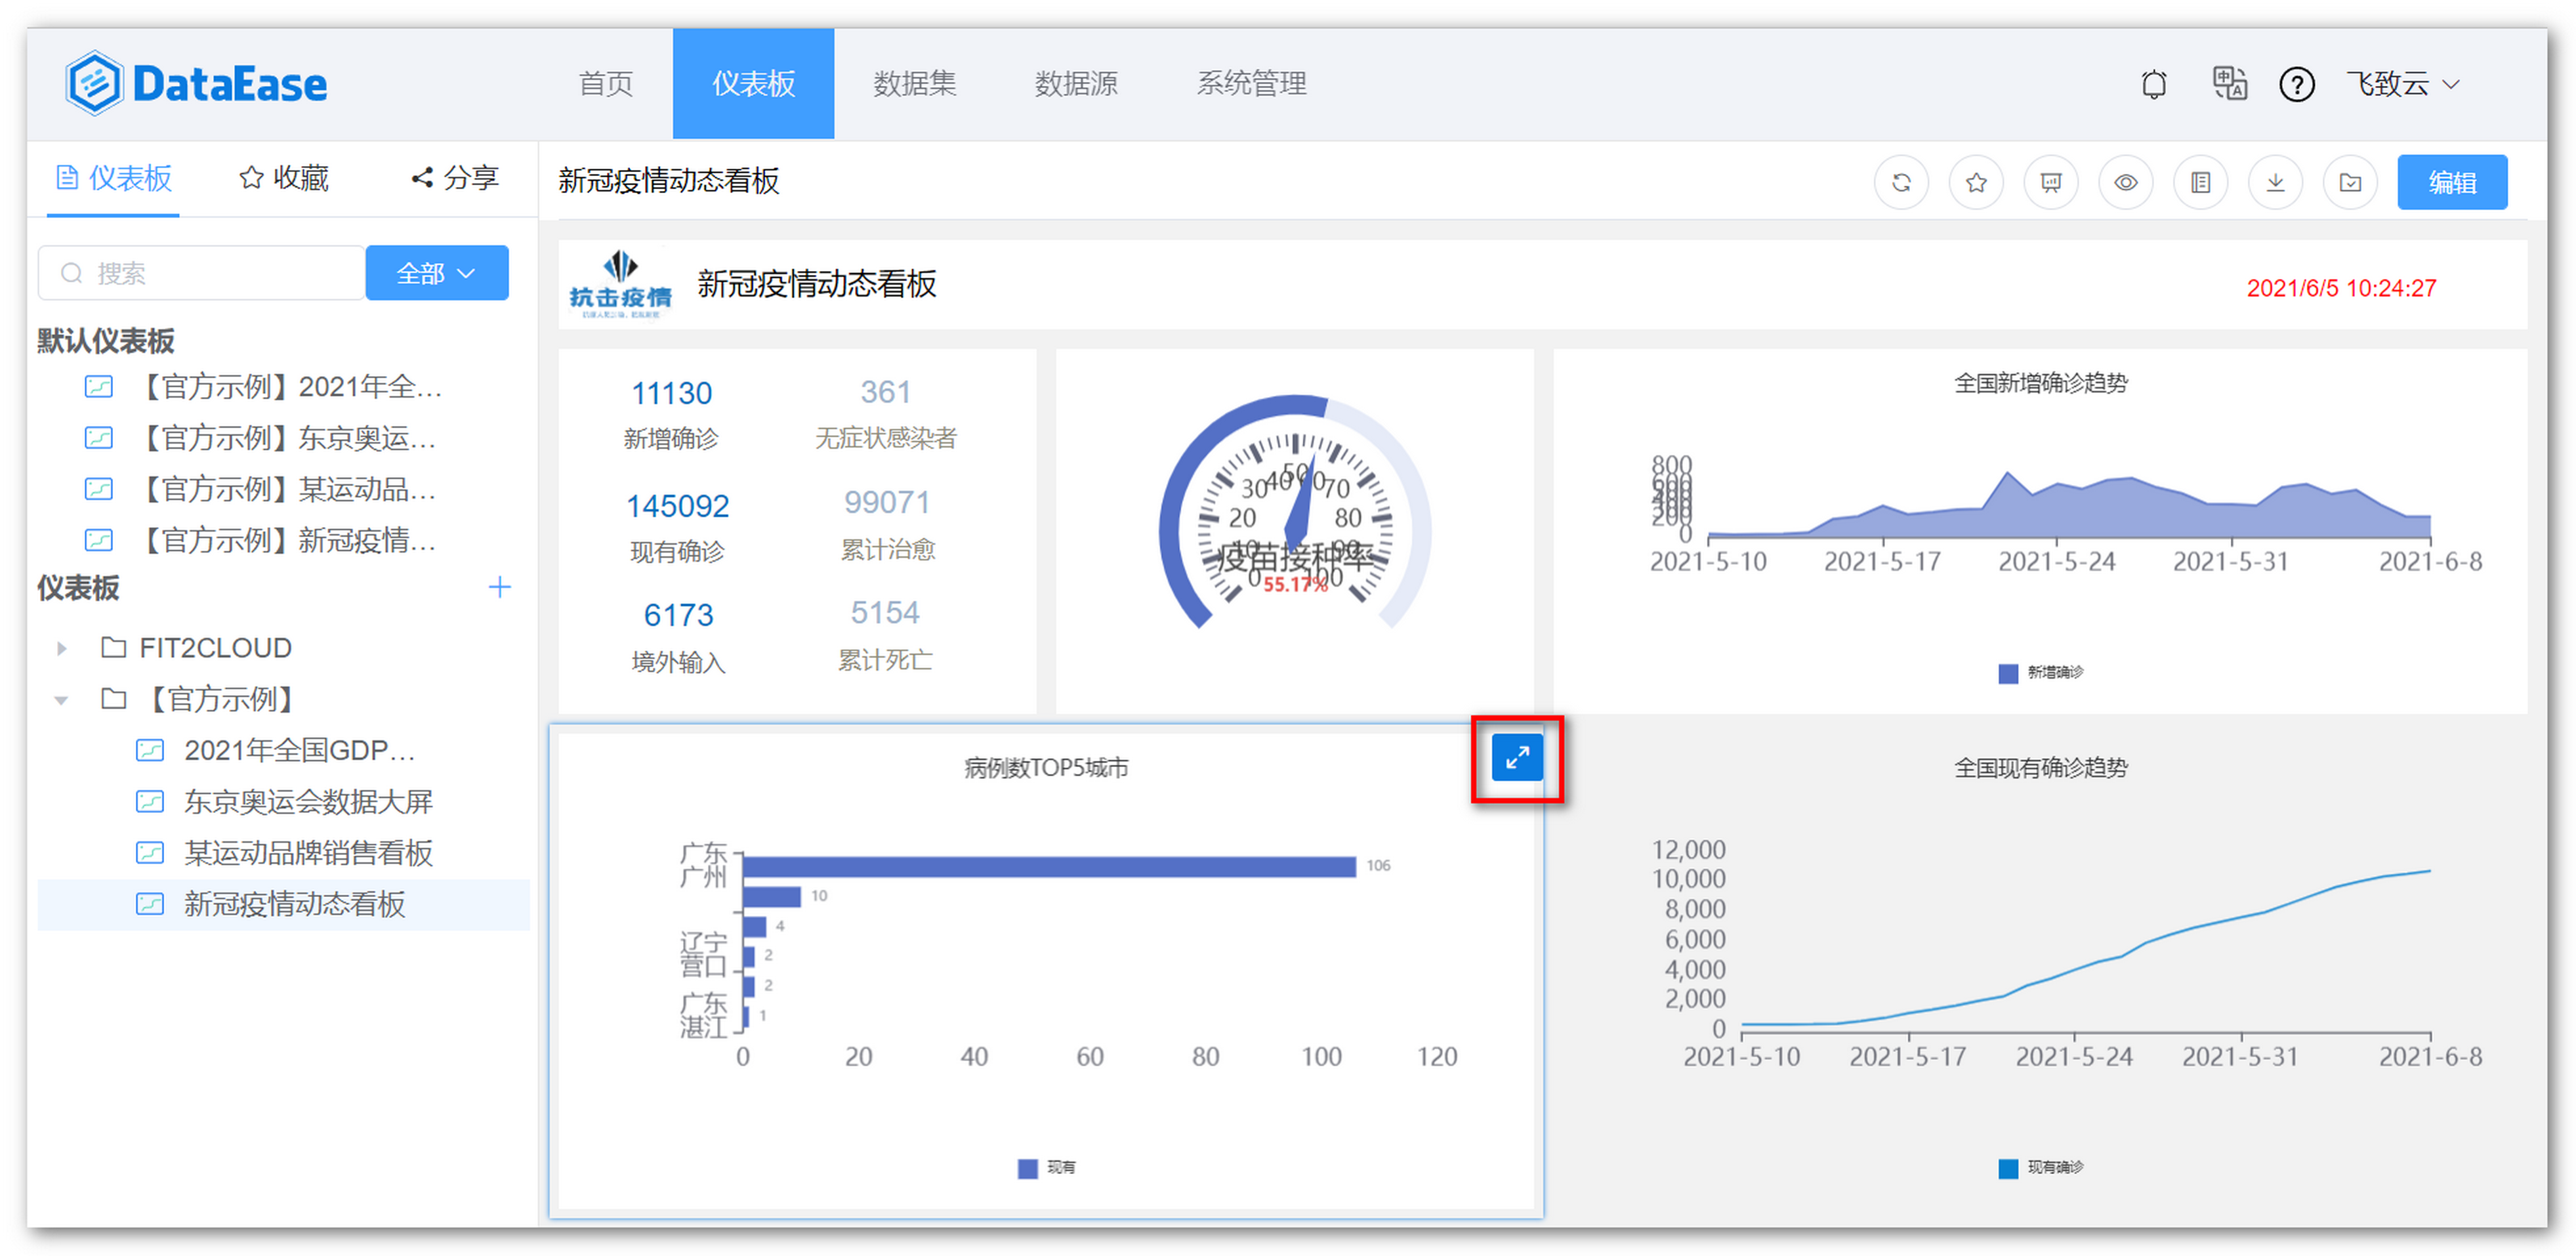 DataEase
首页
仪表板
数据集
数据源
系统管理
飞致云
仪表板
收藏
分享
新冠疫情动态看板
编辑
搜索
全部
默认仪表板
【官方示例】2021年全...
【官方示例】东京奥运...
【官方示例】某运动品...
【官方示例】新冠疫情...
仪表板
FIT2CLOUD
【官方示例】
2021年全国GDP...
东京奥运会数据大屏
某运动品牌销售看板
新冠疫情动态看板
抗击疫情
新冠疫情动态看板
2021/6/5 10:24:27
11130
新增确诊
361
无症状感染者
145092
现有确诊
99071
累计治愈
6173
境外输入
5154
累计死亡
0
10
20
30
40
50
60
70
80
90
100
疫苗接种率
55.17%
全国新增确诊趋势
800
600
400
300
200
0
2021-5-10
2021-5-17
2021-5-24
2021-5-31
2021-6-8
新增确诊
病例数TOP5城市
广东
广州
辽宁
营口
广东
湛江
106
10
4
2
2
1
0
20
40
60
80
100
120
现有
全国现有确诊趋势
12,000
10,000
8,000
6,000
4,000
2,000
0
2021-5-10
2021-5-17
2021-5-24
2021-5-31
2021-6-8
现有确诊